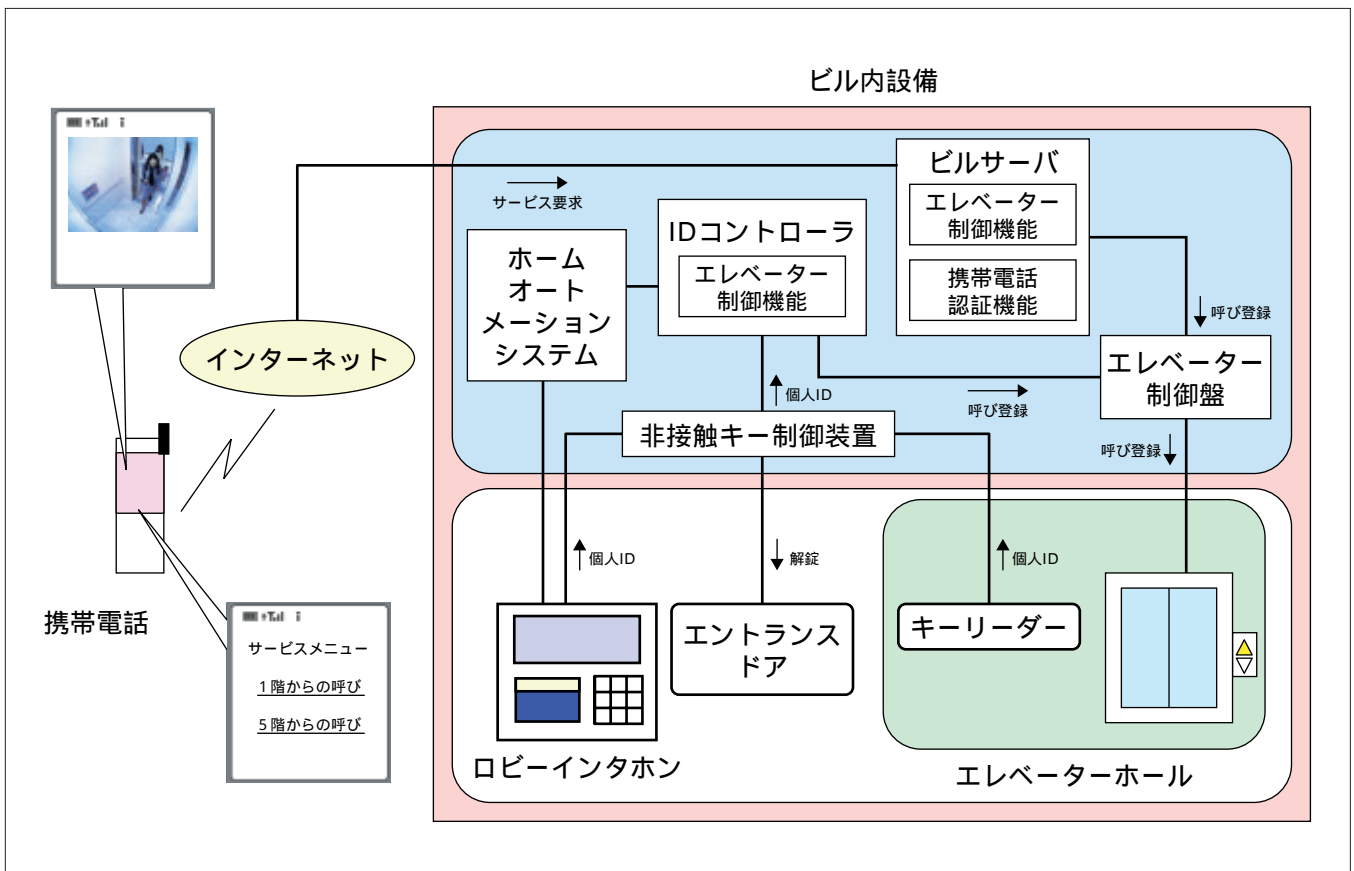 ビル内設備
ビルサーバ
エレベーター
制御機能
携帯電話
認証機能
サービス要求
IDコントローラ
エレベーター
制御機能
ホーム
オート
メーション
システム
呼び登録
インターネット
エレベーター
制御盤
個人ID
呼び登録
非接触キー制御装置
呼び登録
個人ID
解錠
個人ID
携帯電話
サービスメニュー
1階からの呼び
5階からの呼び
エントランス
ドア
キーリーダー
ロビーインタホン
エレベーターホール